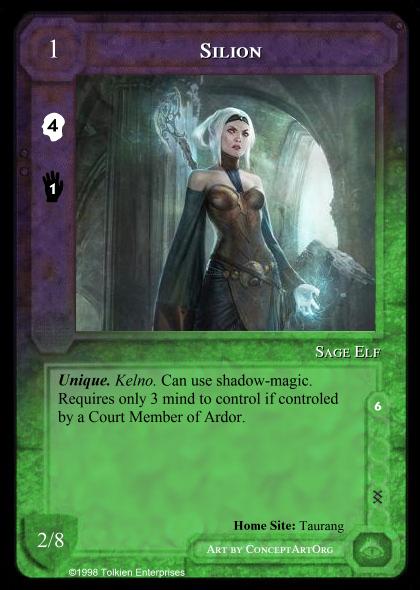 1
SILION
4
1
SAGE ELF
Unique. Kelno. Can use shadow-magic.
Requires only 3 mind to control if controled
by a Court Member of Ardor.
6
Home Site: Taurang
2/8
ART BY CONCEPTARTORG
©1998 Tolkien Enterprises